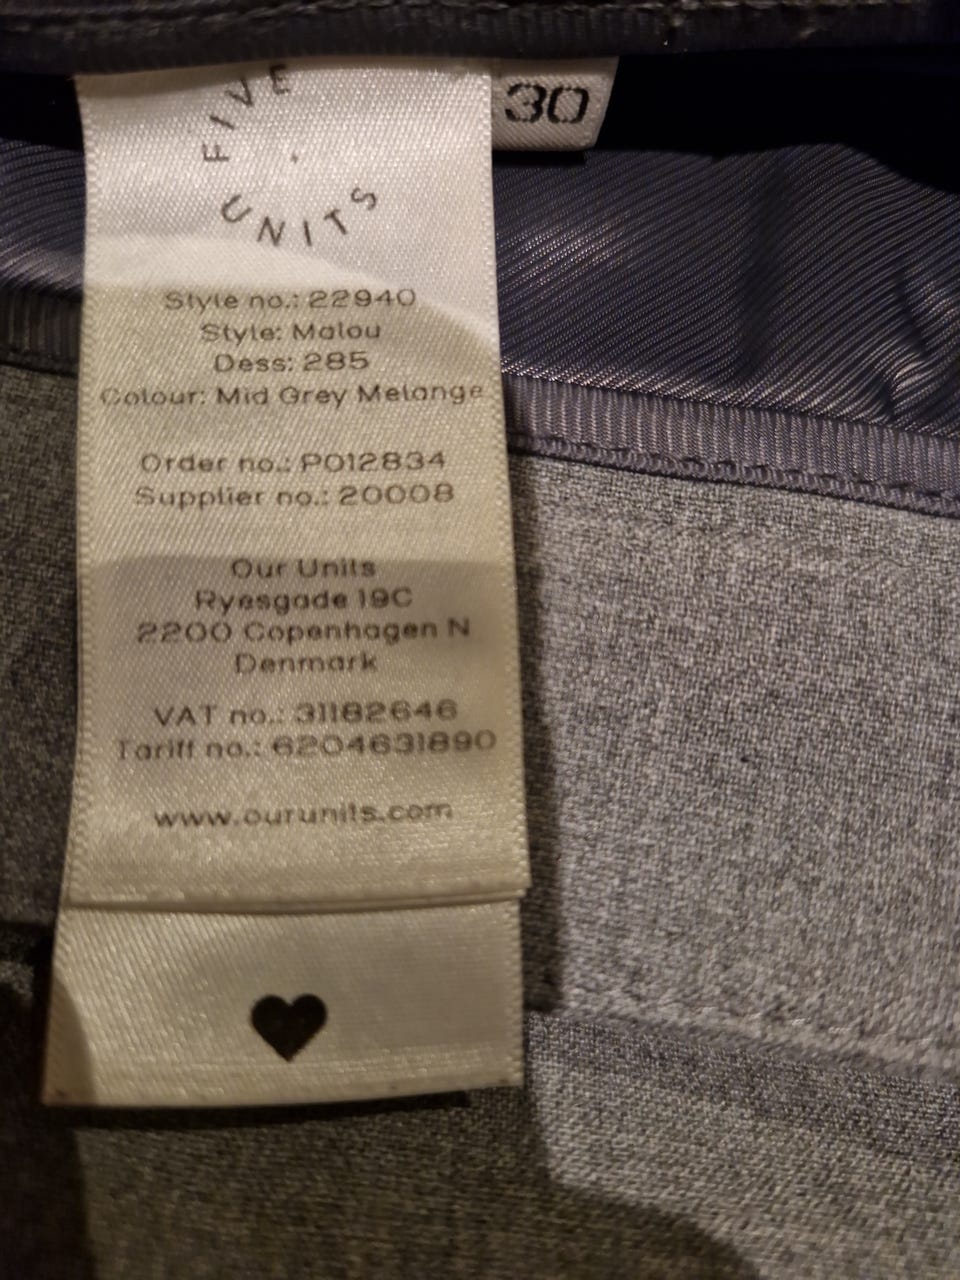 FIVE
UNITS
30
Style no.: 22940
Style: Malou
Dess: 285
Colour: Mid Grey Melange
Order no.: PO12834
Supplier no.: 20008
Our Units
Ryesgade 19C
2200 Copenhagen N
Denmark
VAT no.: 31182646
Tariff no.: 6204631890
www.ourunits.com